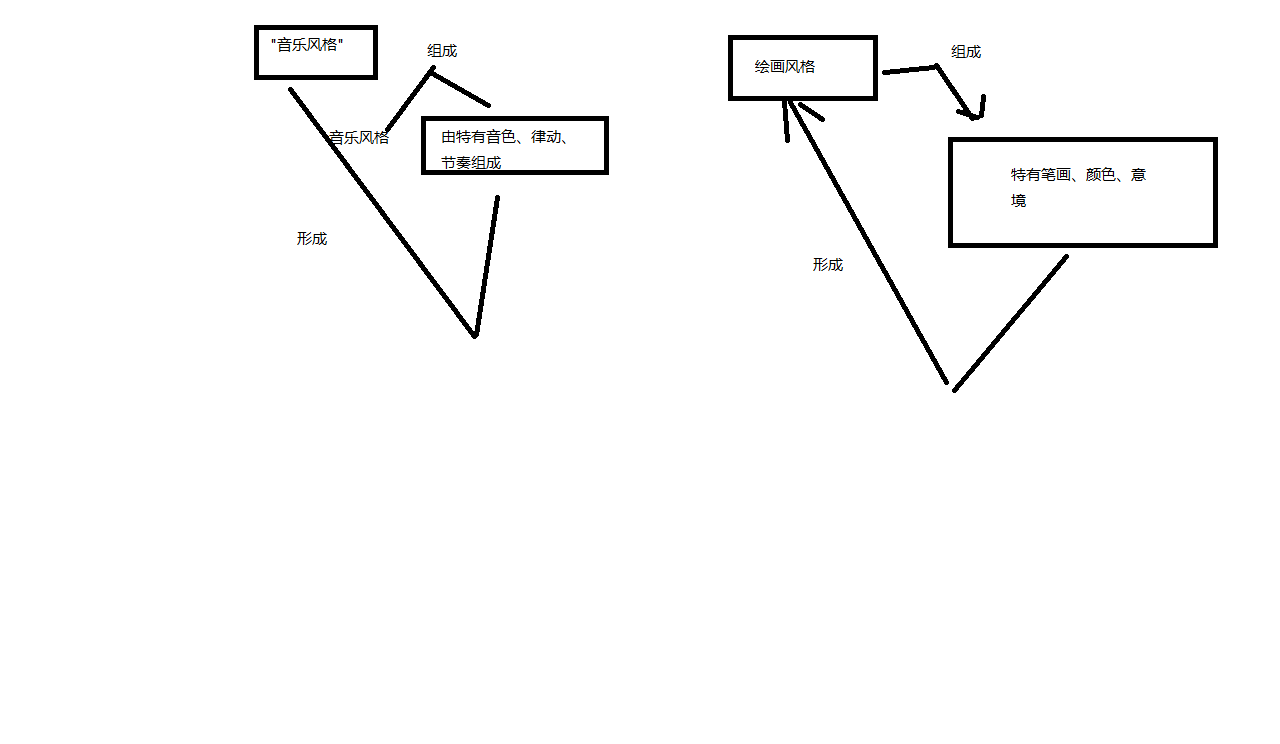 "音乐风格"
组成
音乐风格
由特有音色、律动、
节奏组成
形成
绘画风格
组成
特有笔画、颜色、意
境
形成